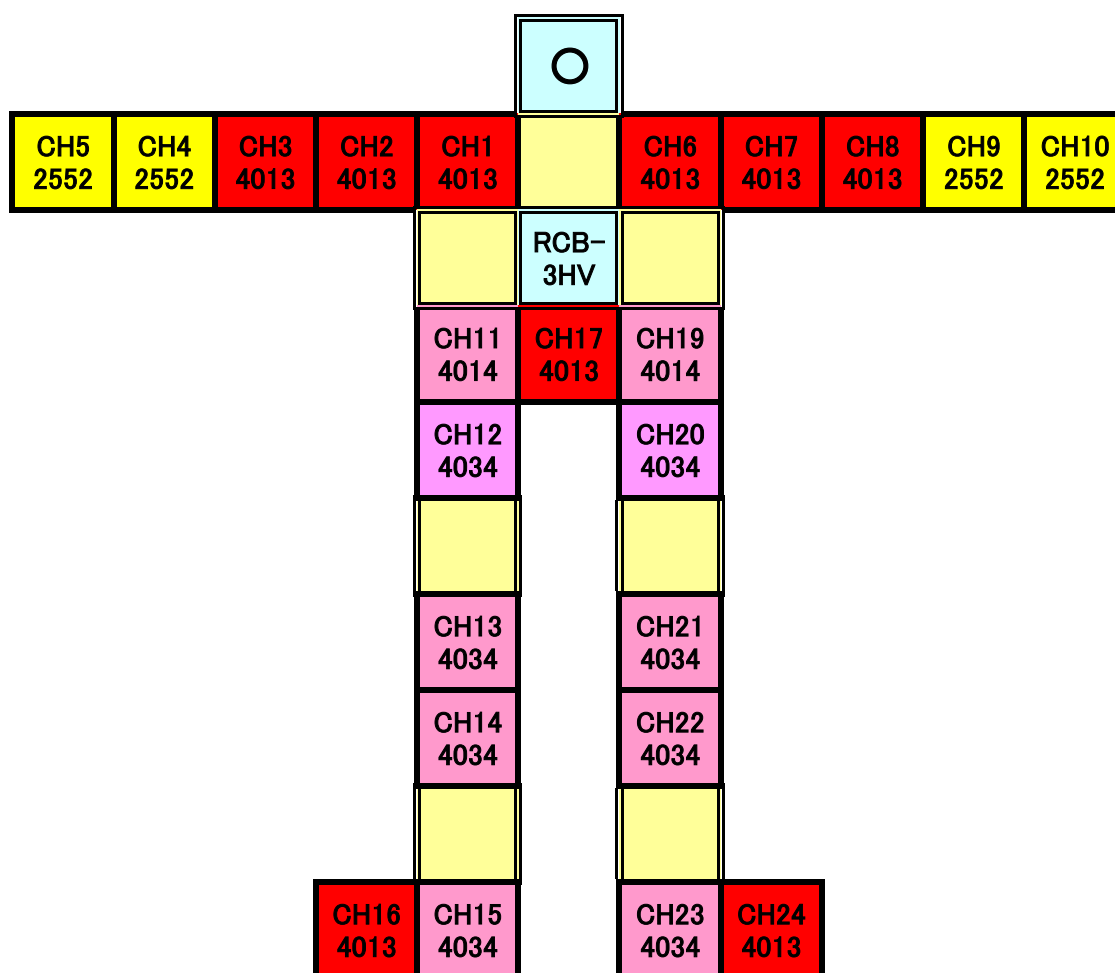 ○
CH5 CH4 CH3 CH2 CH1 CH6 CH7 CH8 CH9 CH10
2552 2552 4013 4013 4013 4013 4013 4013 2552 2552
RCB-
3HV
CH11 CH17 CH19
4014 4013 4014
CH12 CH20
4034 4034
CH13 CH21
4034 4034
CH14 CH22
4034 4034
CH16 CH15 CH23 CH24
4013 4034 4034 4013